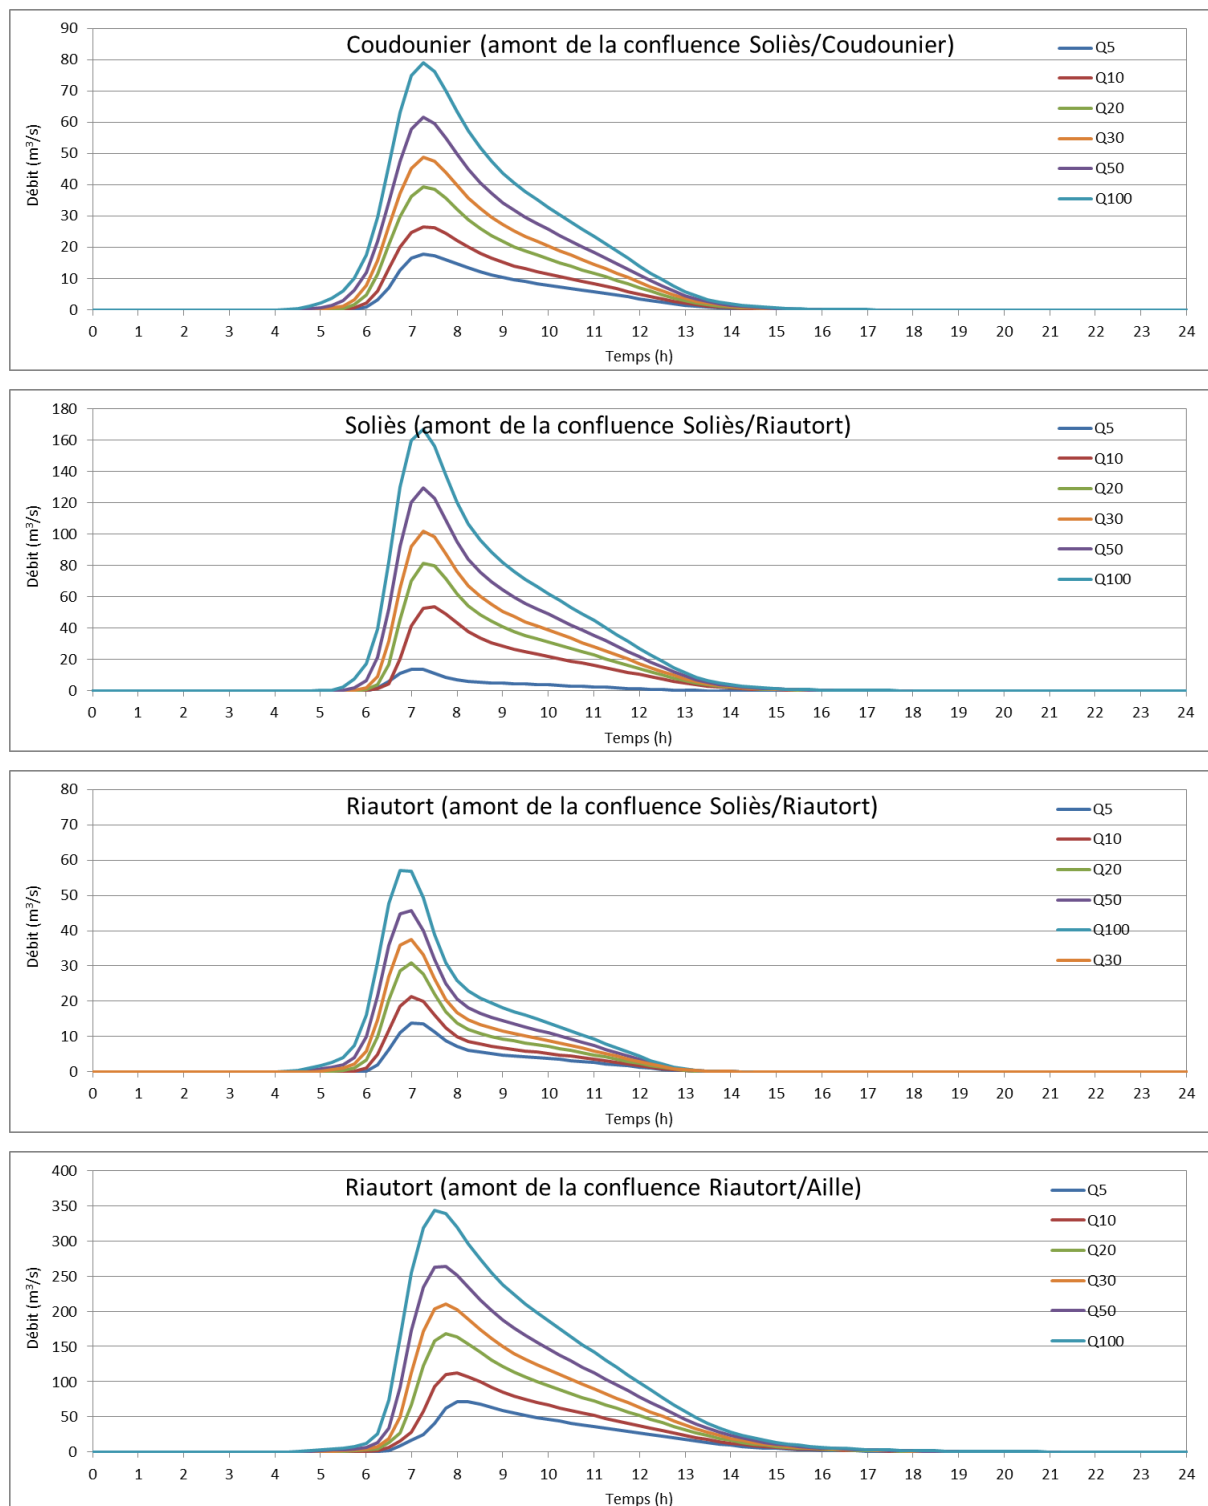 Coudounier (amont de la confluence Soliès/Coudounier)
90
80
70
60
50
40
30
20
10
0
Débit (m³/s)
0 1 2 3 4 5 6 7 8 9 10 11 12 13 14 15 16 17 18 19 20 21 22 23 24
Temps (h)
Q5
Q10
Q20
Q30
Q50
Q100
Soliès (amont de la confluence Soliès/Riautort)
180
160
140
120
100
80
60
40
20
0
Débit (m³/s)
0 1 2 3 4 5 6 7 8 9 10 11 12 13 14 15 16 17 18 19 20 21 22 23 24
Temps (h)
Q5
Q10
Q20
Q30
Q50
Q100
Riautort (amont de la confluence Soliès/Riautort)
80
70
60
50
40
30
20
10
0
Débit (m³/s)
0 1 2 3 4 5 6 7 8 9 10 11 12 13 14 15 16 17 18 19 20 21 22 23 24
Temps (h)
Q5
Q10
Q20
Q50
Q100
Q30
Riautort (amont de la confluence Riautort/Aille)
400
350
300
250
200
150
100
50
0
Débit (m³/s)
0 1 2 3 4 5 6 7 8 9 10 11 12 13 14 15 16 17 18 19 20 21 22 23 24
Temps (h)
Q5
Q10
Q20
Q30
Q50
Q100